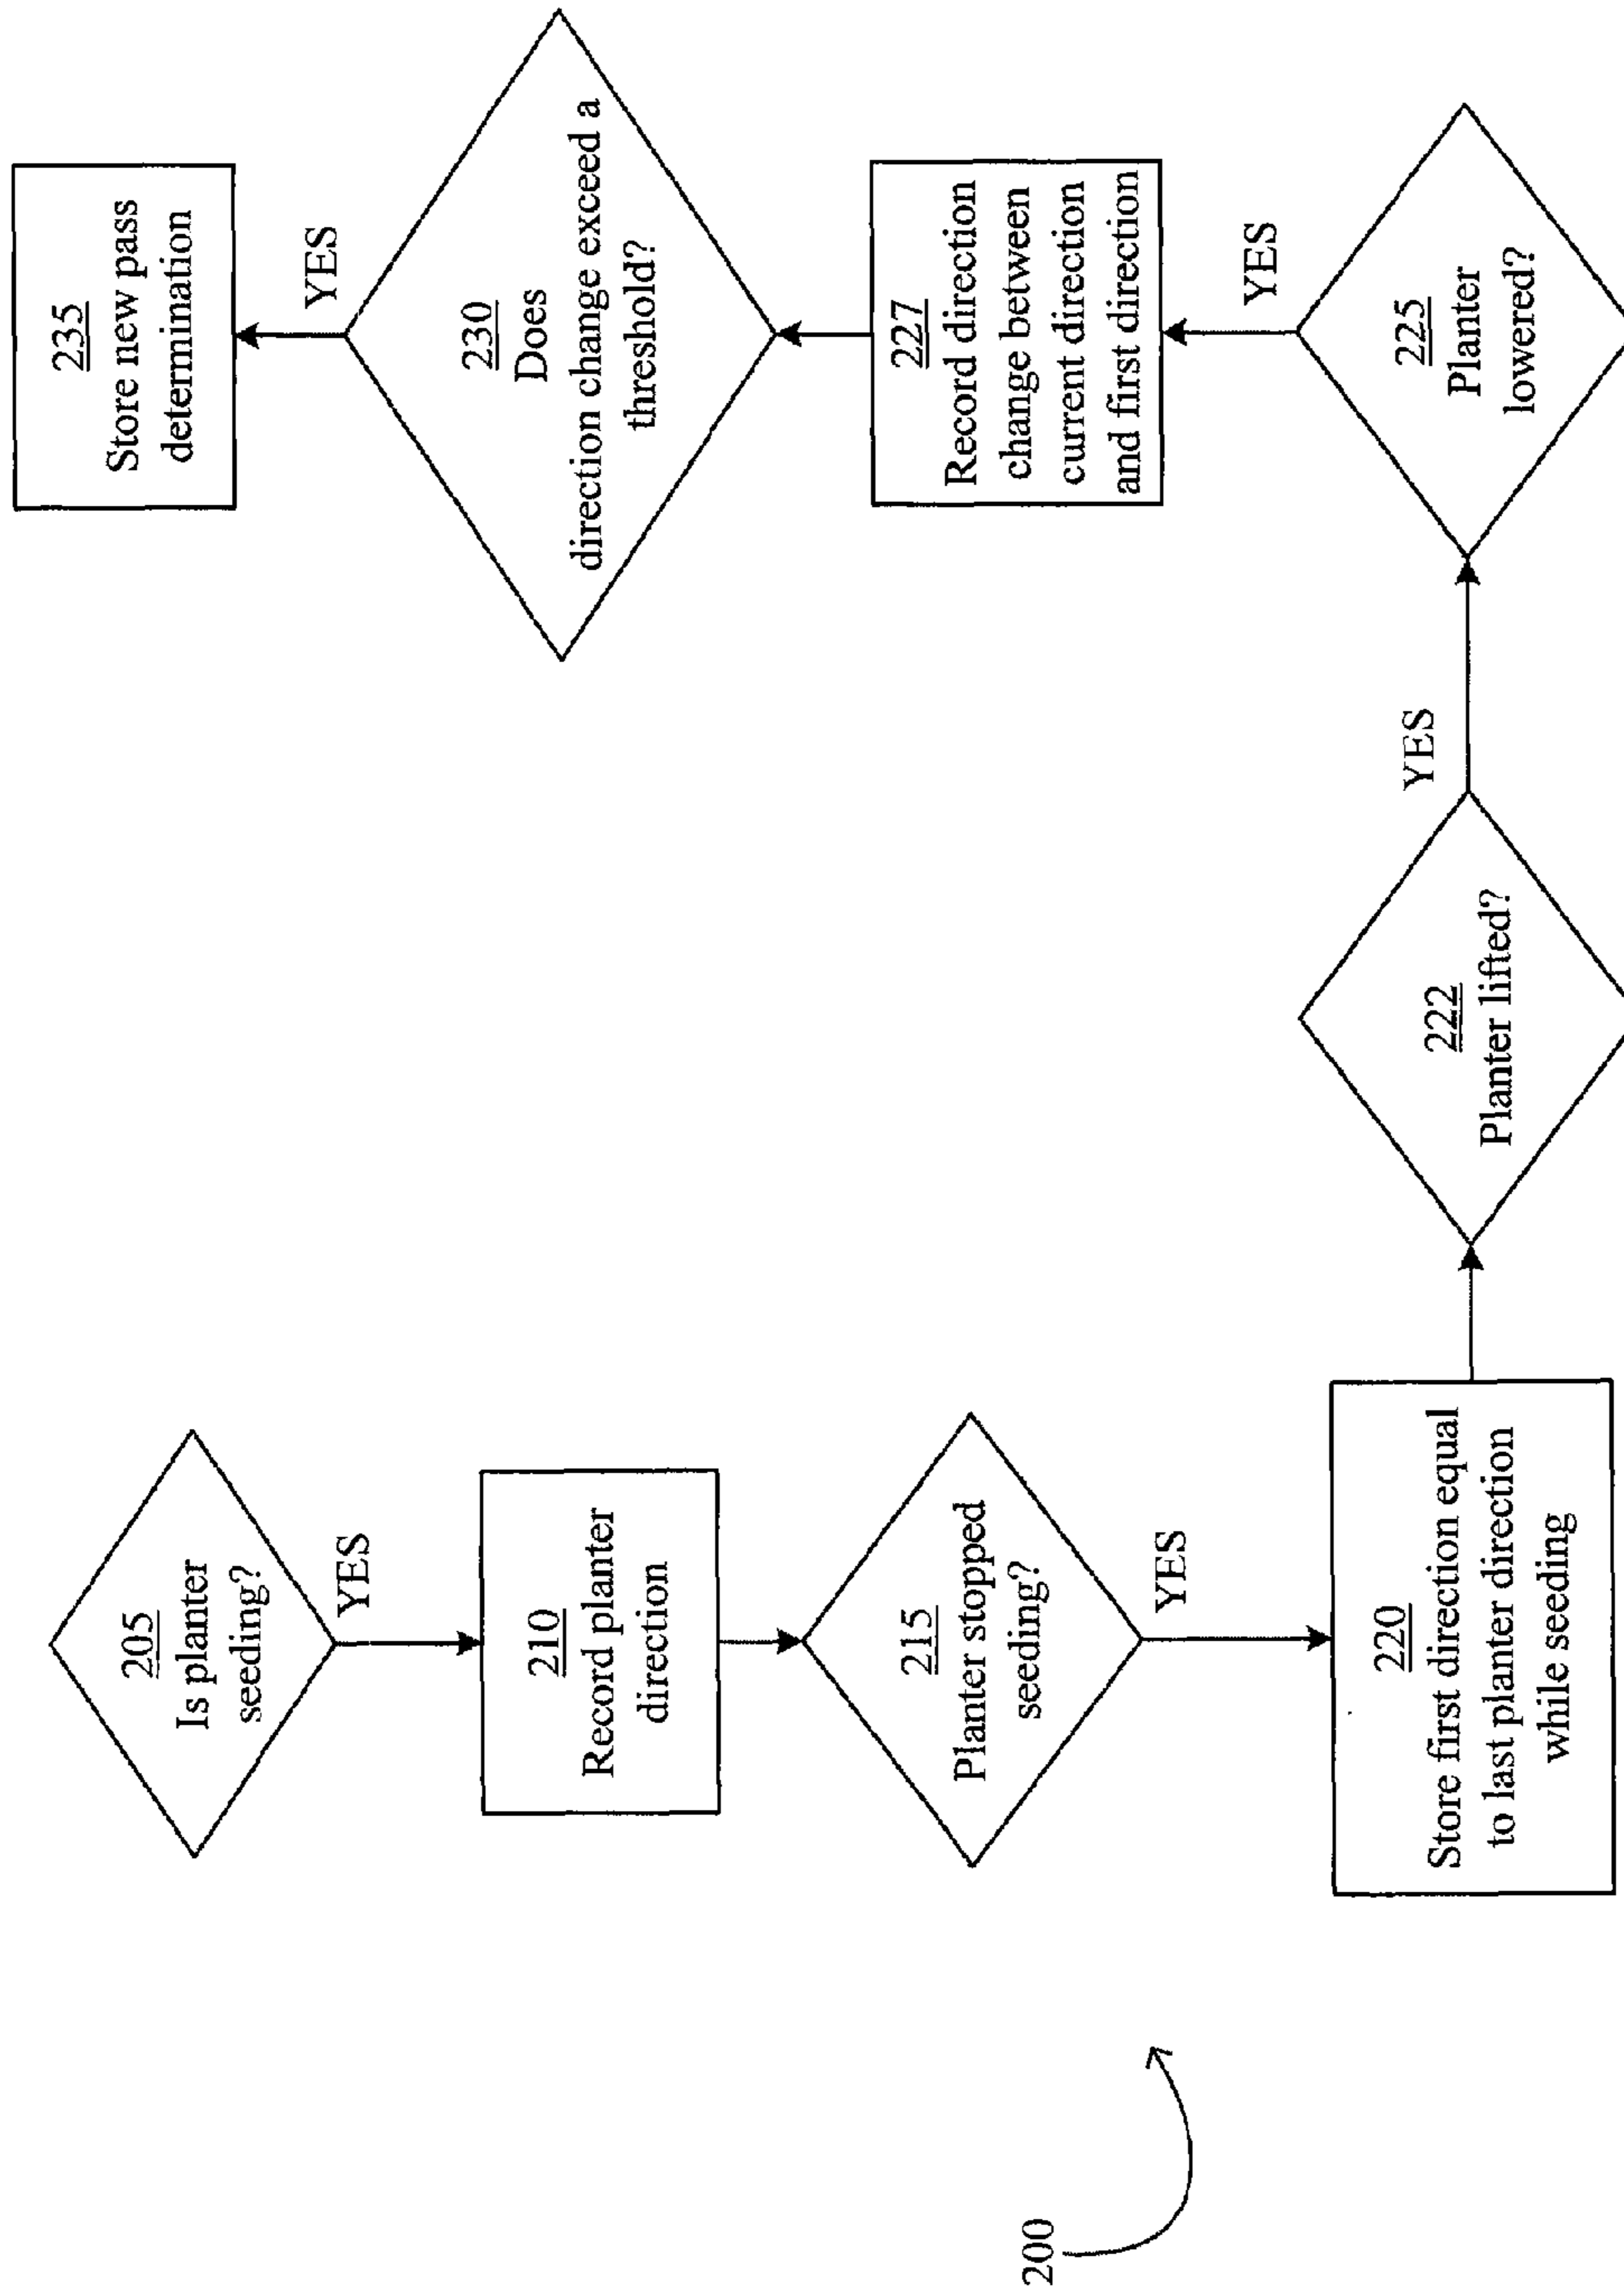 205
Is planter
seeding?
YES
210
Record planter
direction
215
Planter stopped
seeding?
YES
220
Store first direction equal
to last planter direction
while seeding
222
Planter lifted?
YES
225
Planter
lowered?
YES
227
Record direction
change between
current direction
and first direction
230
Does
direction change exceed a
threshold?
YES
235
Store new pass
determination
200